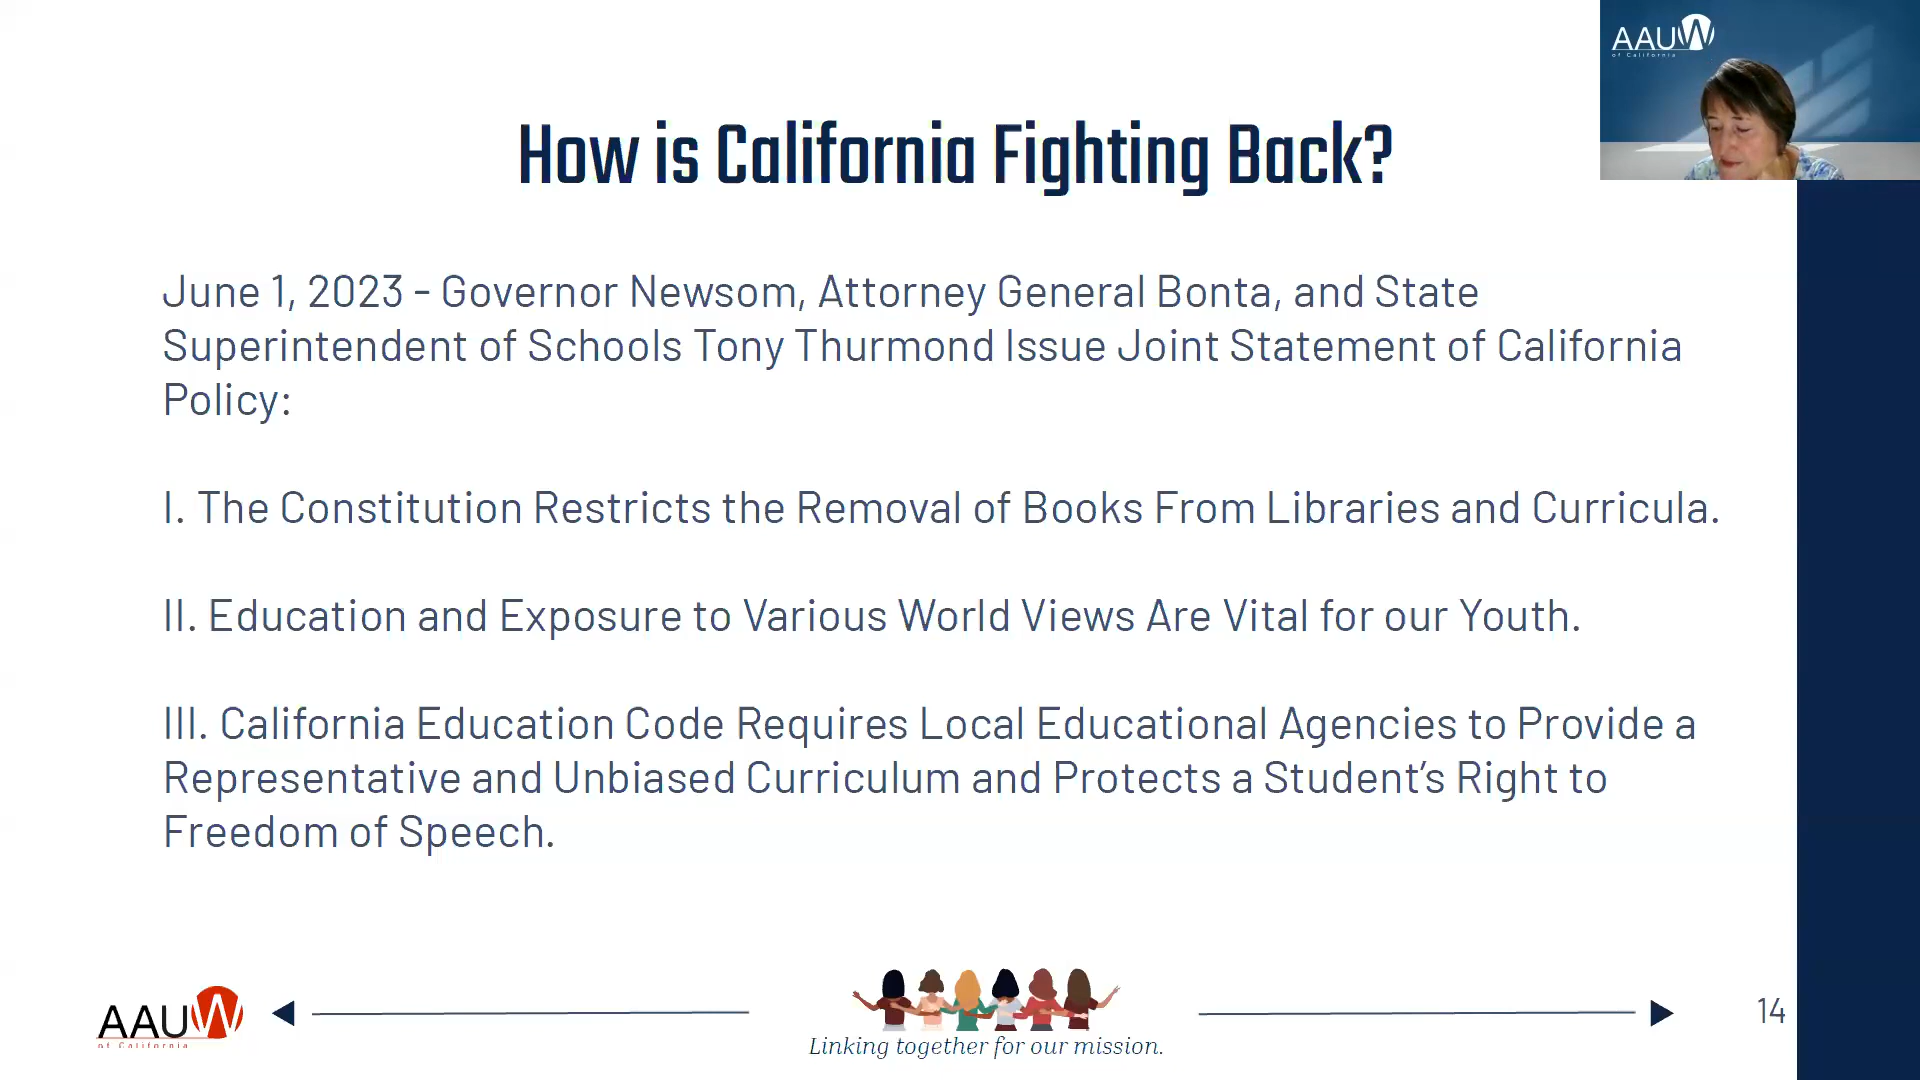 AAUW
of California
How is California Fighting Back?
June 1, 2023 - Governor Newsom, Attorney General Bonta, and State
Superintendent of Schools Tony Thurmond Issue Joint Statement of California
Policy:
I. The Constitution Restricts the Removal of Books From Libraries and Curricula.
II. Education and Exposure to Various World Views Are Vital for our Youth.
III. California Education Code Requires Local Educational Agencies to Provide a
Representative and Unbiased Curriculum and Protects a Student’s Right to
Freedom of Speech.
AAUW
of California
Linking together for our mission.
14